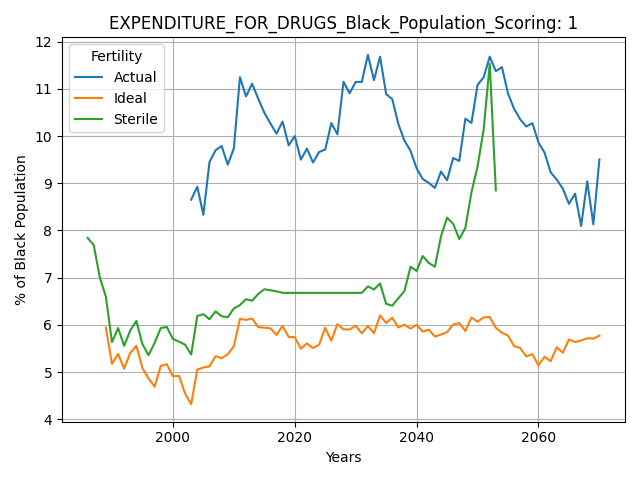 EXPENDITURE_FOR_DRUGS_Black_Population_Scoring: 1
Fertility
Actual
Ideal
Sterile
% of Black Population
12
11
10
9
8
7
6
5
4
2000 2020 2040 2060
Years